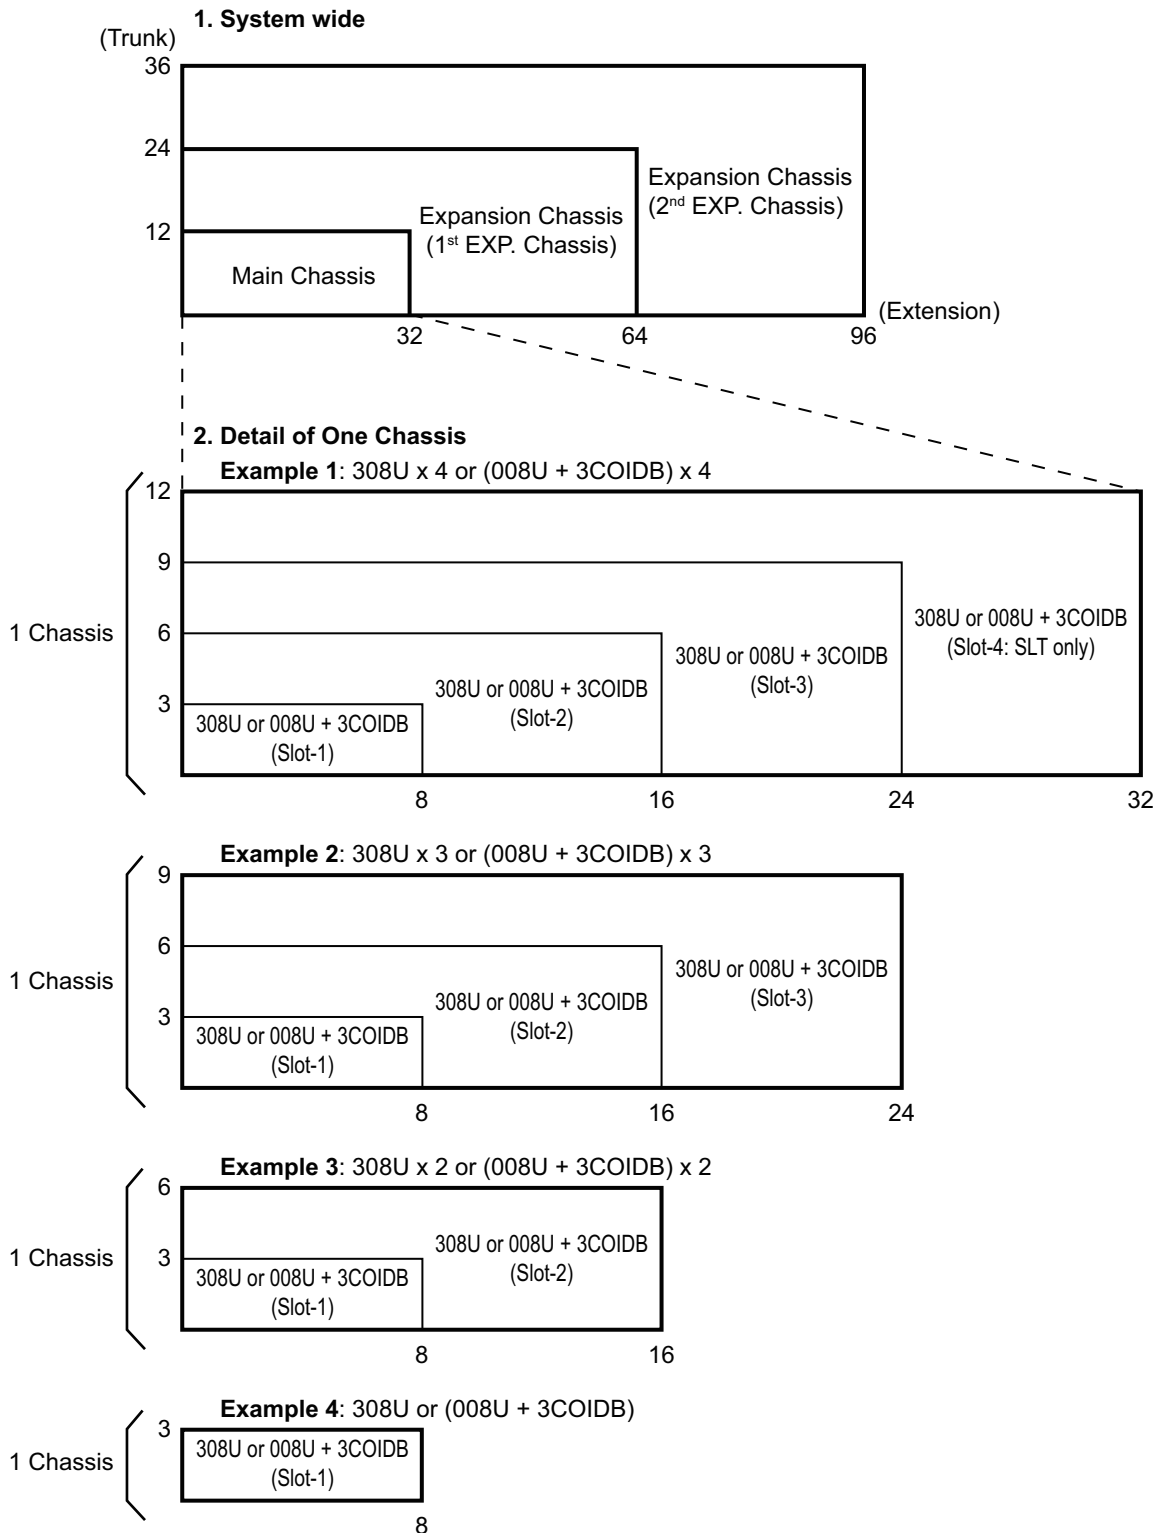 1. System wide
(Trunk)
36
24
12
Main Chassis
Expansion Chassis
(1st EXP. Chassis)
Expansion Chassis
(2nd EXP. Chassis)
(Extension)
32
64
96
2. Detail of One Chassis
Example 1: 308U x 4 or (008U + 3COIDB) x 4
1 Chassis
12
9
6
3
308U or 008U + 3COIDB
(Slot-1)
308U or 008U + 3COIDB
(Slot-2)
308U or 008U + 3COIDB
(Slot-3)
308U or 008U + 3COIDB
(Slot-4: SLT only)
8
16
24
32
Example 2: 308U x 3 or (008U + 3COIDB) x 3
1 Chassis
9
6
3
308U or 008U + 3COIDB
(Slot-1)
308U or 008U + 3COIDB
(Slot-2)
308U or 008U + 3COIDB
(Slot-3)
8
16
24
Example 3: 308U x 2 or (008U + 3COIDB) x 2
1 Chassis
6
3
308U or 008U + 3COIDB
(Slot-1)
308U or 008U + 3COIDB
(Slot-2)
8
16
Example 4: 308U or (008U + 3COIDB)
1 Chassis
3
308U or 008U + 3COIDB
(Slot-1)
8